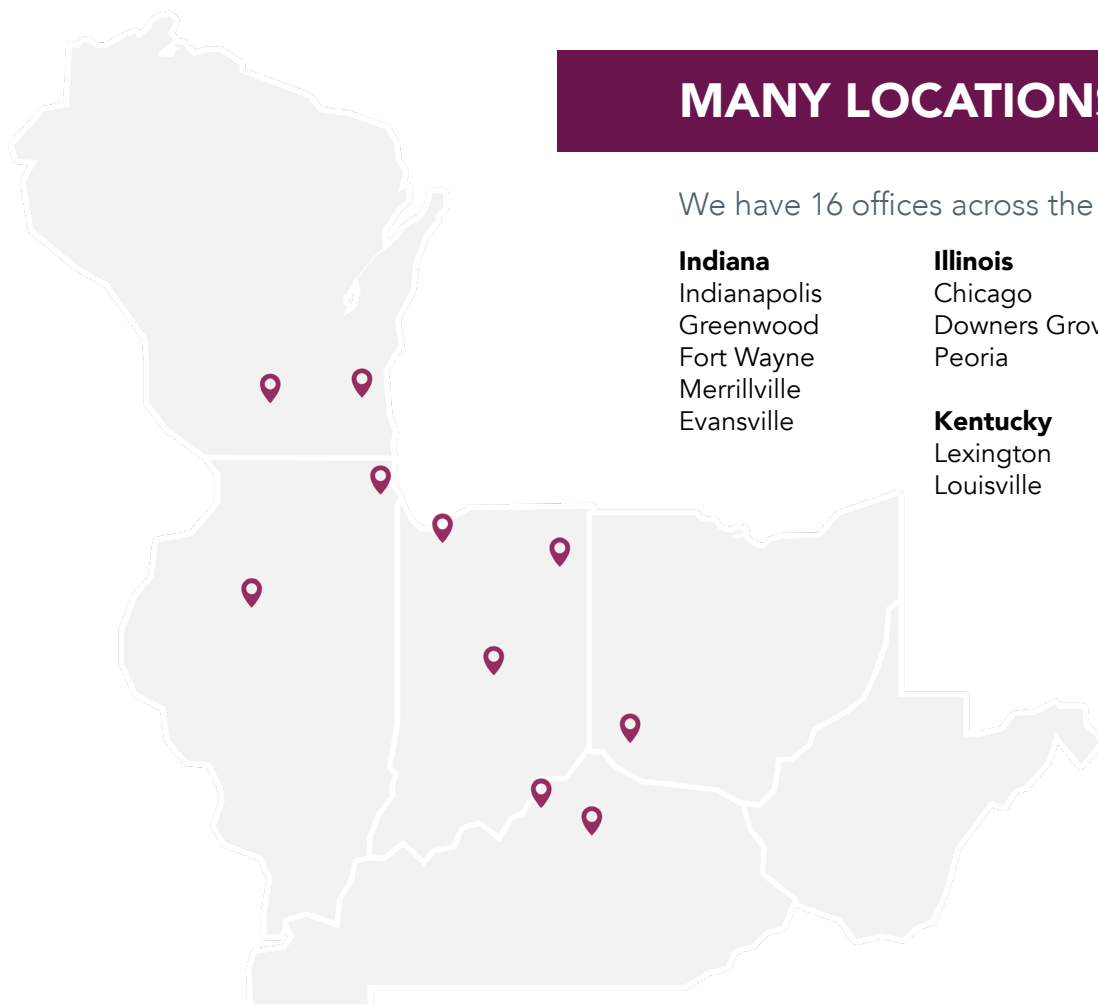 MANY LOCATIONS
We have 16 offices across the
Indiana
Indianapolis
Greenwood
Fort Wayne
Merrillville
Evansville
Illinois
Chicago
Downers Grov
Peoria
Kentucky
Lexington
Louisville